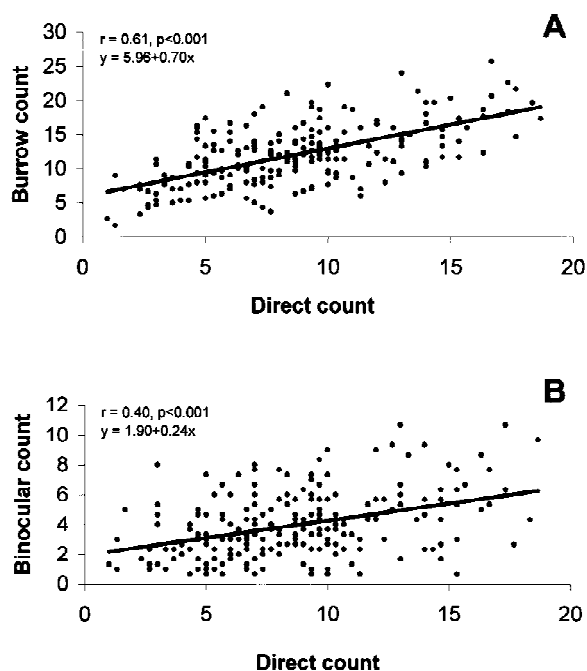 A
r = 0.61, p<0.001
y = 5.96+0.70x
Burrow count
30
25
20
15
10
5
0
0 5 10 15 20
Direct count
B
r = 0.40, p<0.001
y = 1.90+0.24x
Binocular count
12
10
8
6
4
2
0
0 5 10 15 20
Direct count